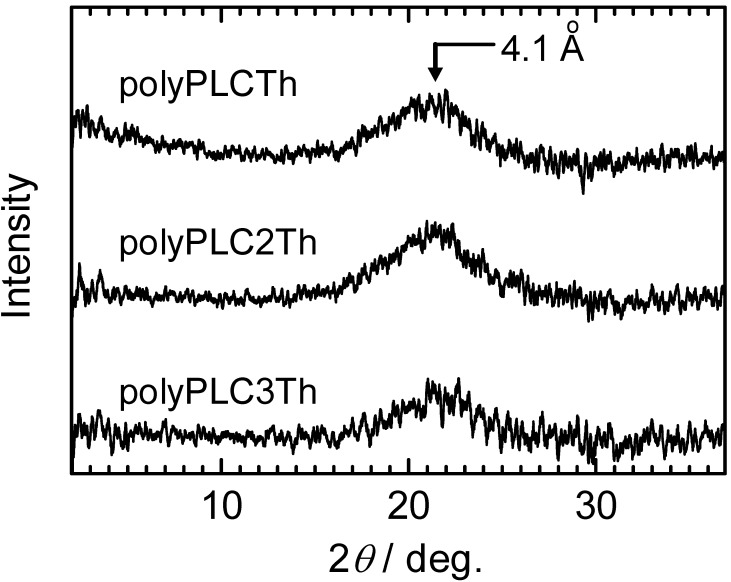 4.1 Å
polyPLCTh
polyPLC2Th
polyPLC3Th
Intensity
10 20 30
2θ / deg.